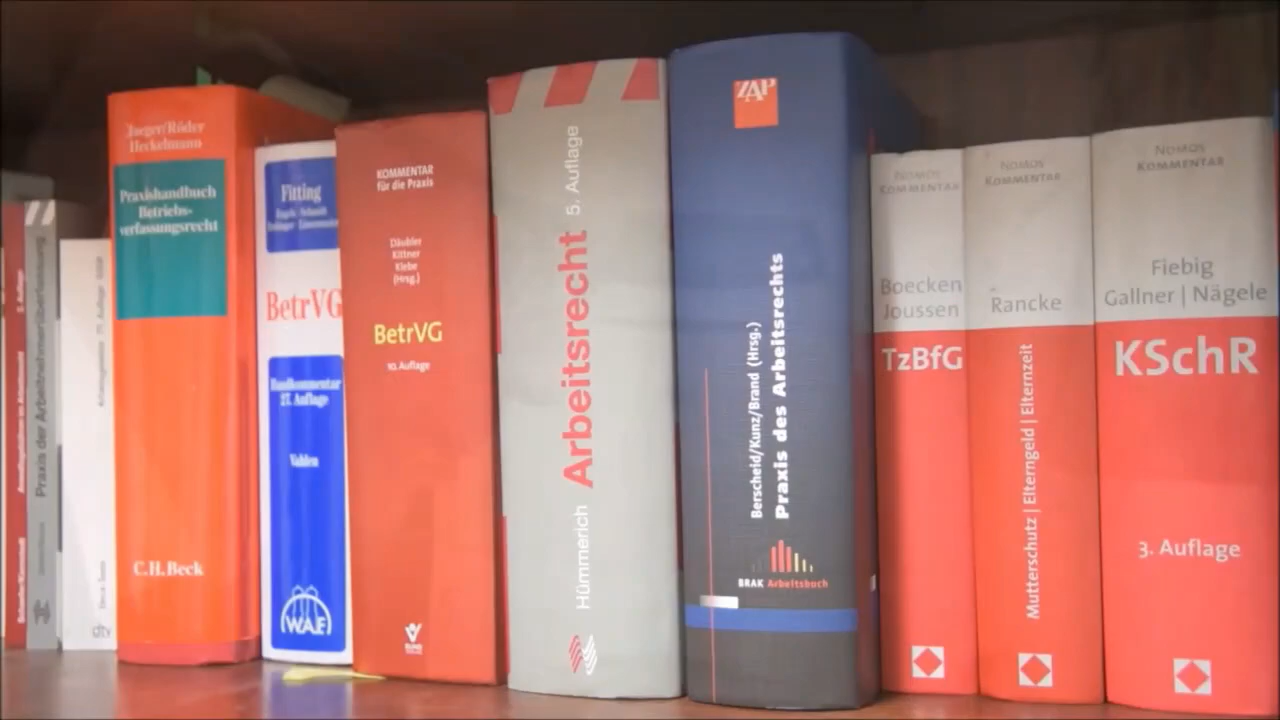 Praxis der Arbeitnehmerüberlassung
dtv
Jaeger/Röder
Heckelmann
Praxishandbuch
Betriebs-
verfassungsrecht
C.H.Beck
Fitting
BetrVG
Handkommentar
27. Auflage
Vahlen
W.A.F.
KOMMENTAR
für die Praxis
Däubler
Kittner
Klebe
(Hrsg.)
BetrVG
10. Auflage
BUND
Hümmerich Arbeitsrecht 5. Auflage
ZAP
Berscheid/Kunz/Brand (Hrsg.)
Praxis des Arbeitsrechts
BRAK Arbeitsbuch
NOMOS
KOMMENTAR
Boecken
Joussen
TzBfG
NOMOS
KOMMENTAR
Rancke
Mutterschutz | Elterngeld | Elternzeit
NOMOS
KOMMENTAR
Fiebig
Gallner | Nägele
KSchR
3. Auflage